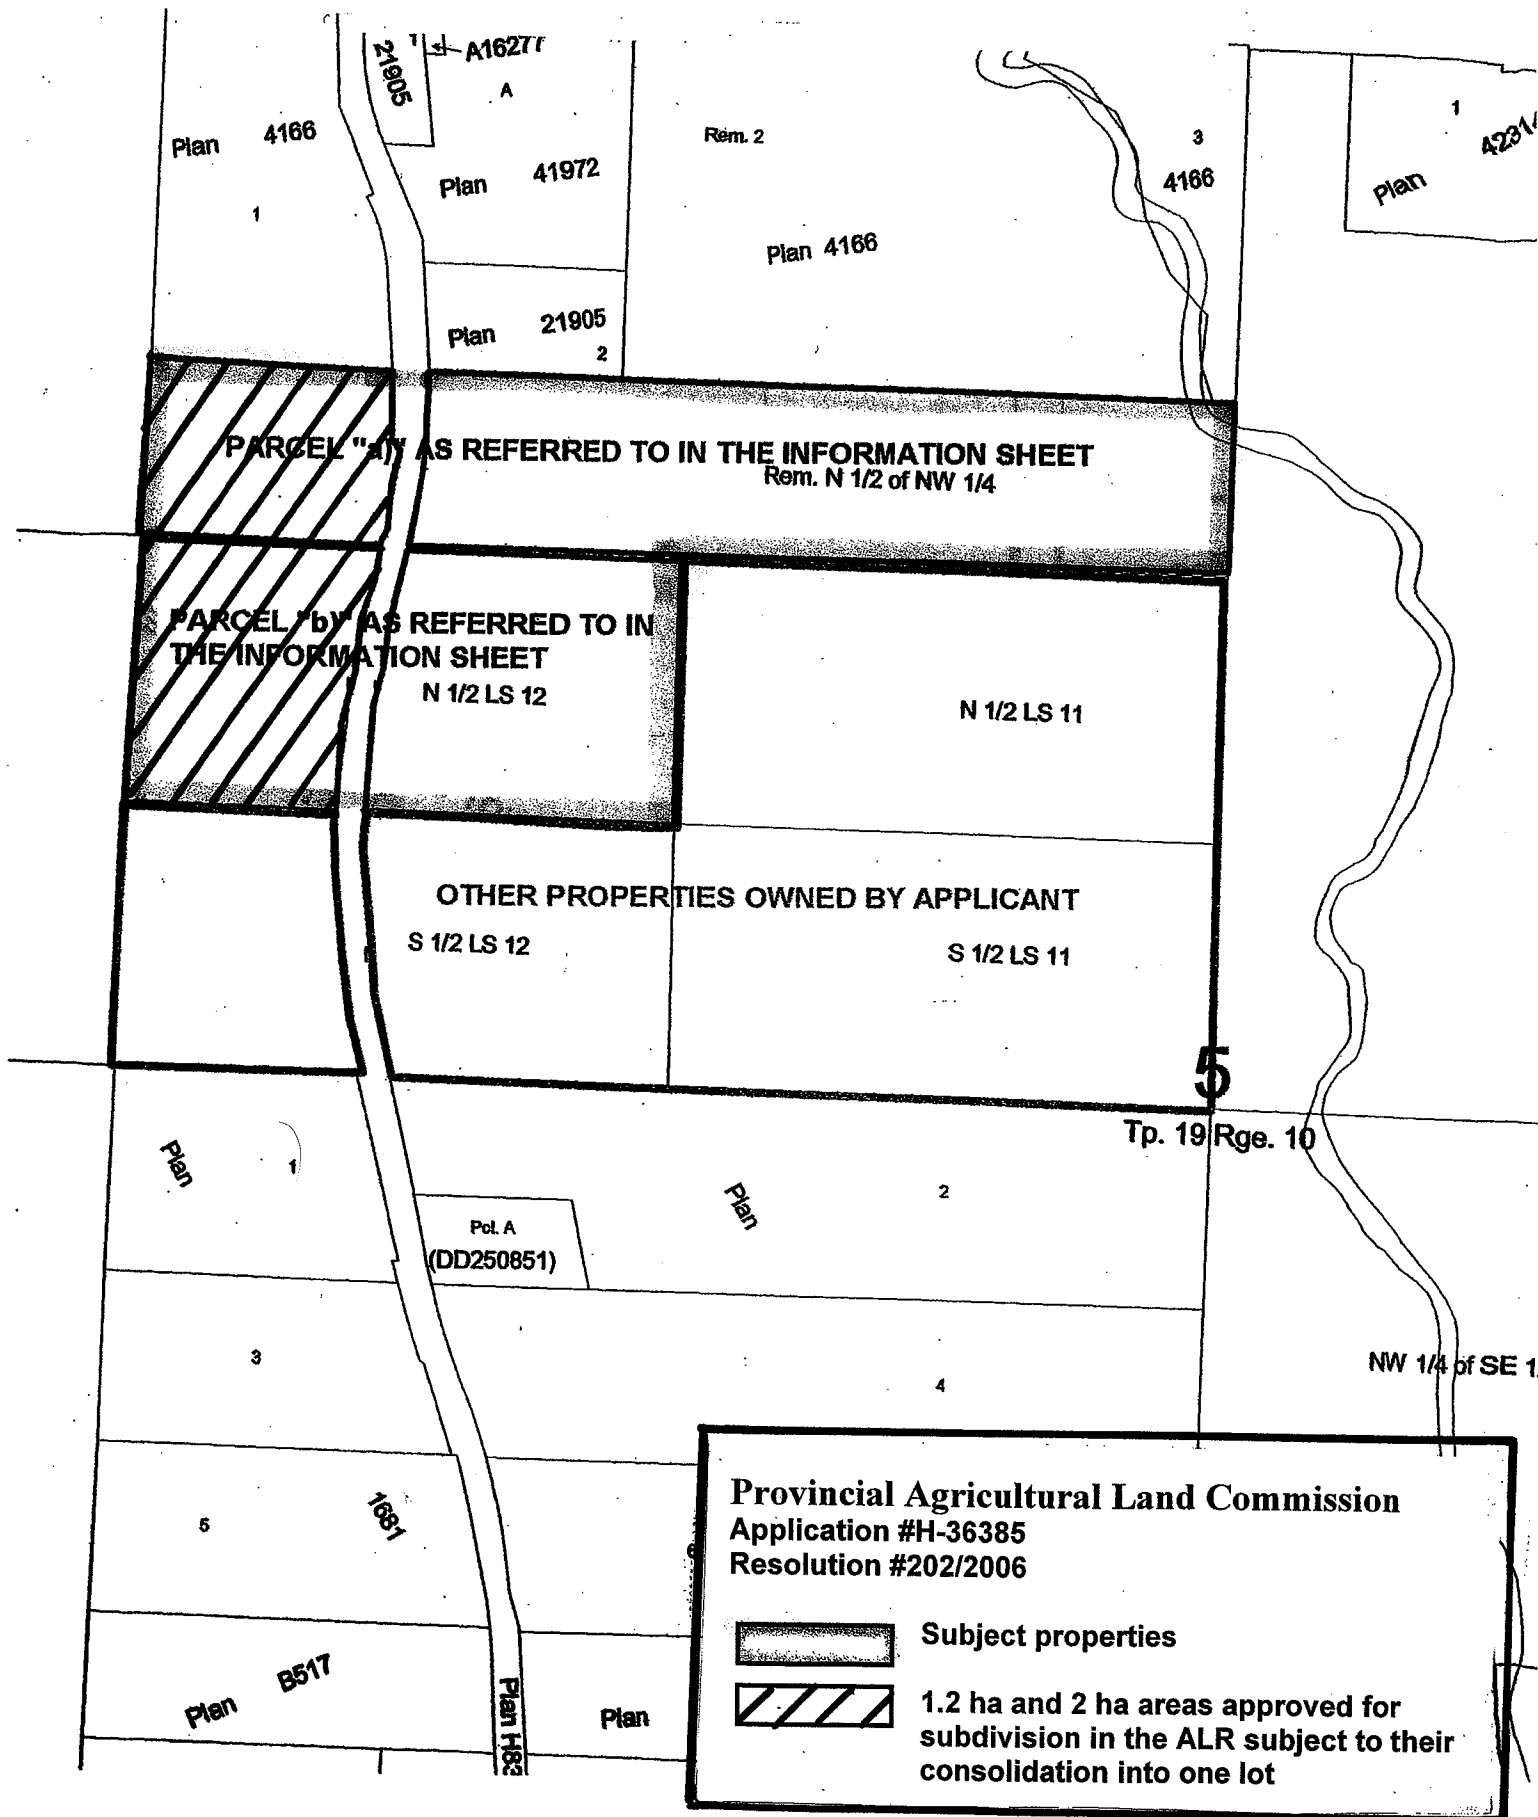 21905
1
A16277
A
Plan 4166
1
Plan 41972
Rem. 2
3
4166
1
Plan
Plan 4166
Plan 21905
2
PARCEL "a)" AS REFERRED TO IN THE INFORMATION SHEET
Rem. N 1/2 of NW 1/4
PARCEL "b)" AS REFERRED TO IN
THE INFORMATION SHEET
N 1/2 LS 12
N 1/2 LS 11
OTHER PROPERTIES OWNED BY APPLICANT
S 1/2 LS 12
S 1/2 LS 11
5
Tp. 19 Rge. 10
Plan
1
Plan
2
Pcl. A
(DD250851)
3
4
NW 1/4 of SE
5
1681
Plan B517
Plan
Provincial Agricultural Land Commission
Application #H-36385
Resolution #202/2006
Subject properties
1.2 ha and 2 ha areas approved for
subdivision in the ALR subject to their
consolidation into one lot